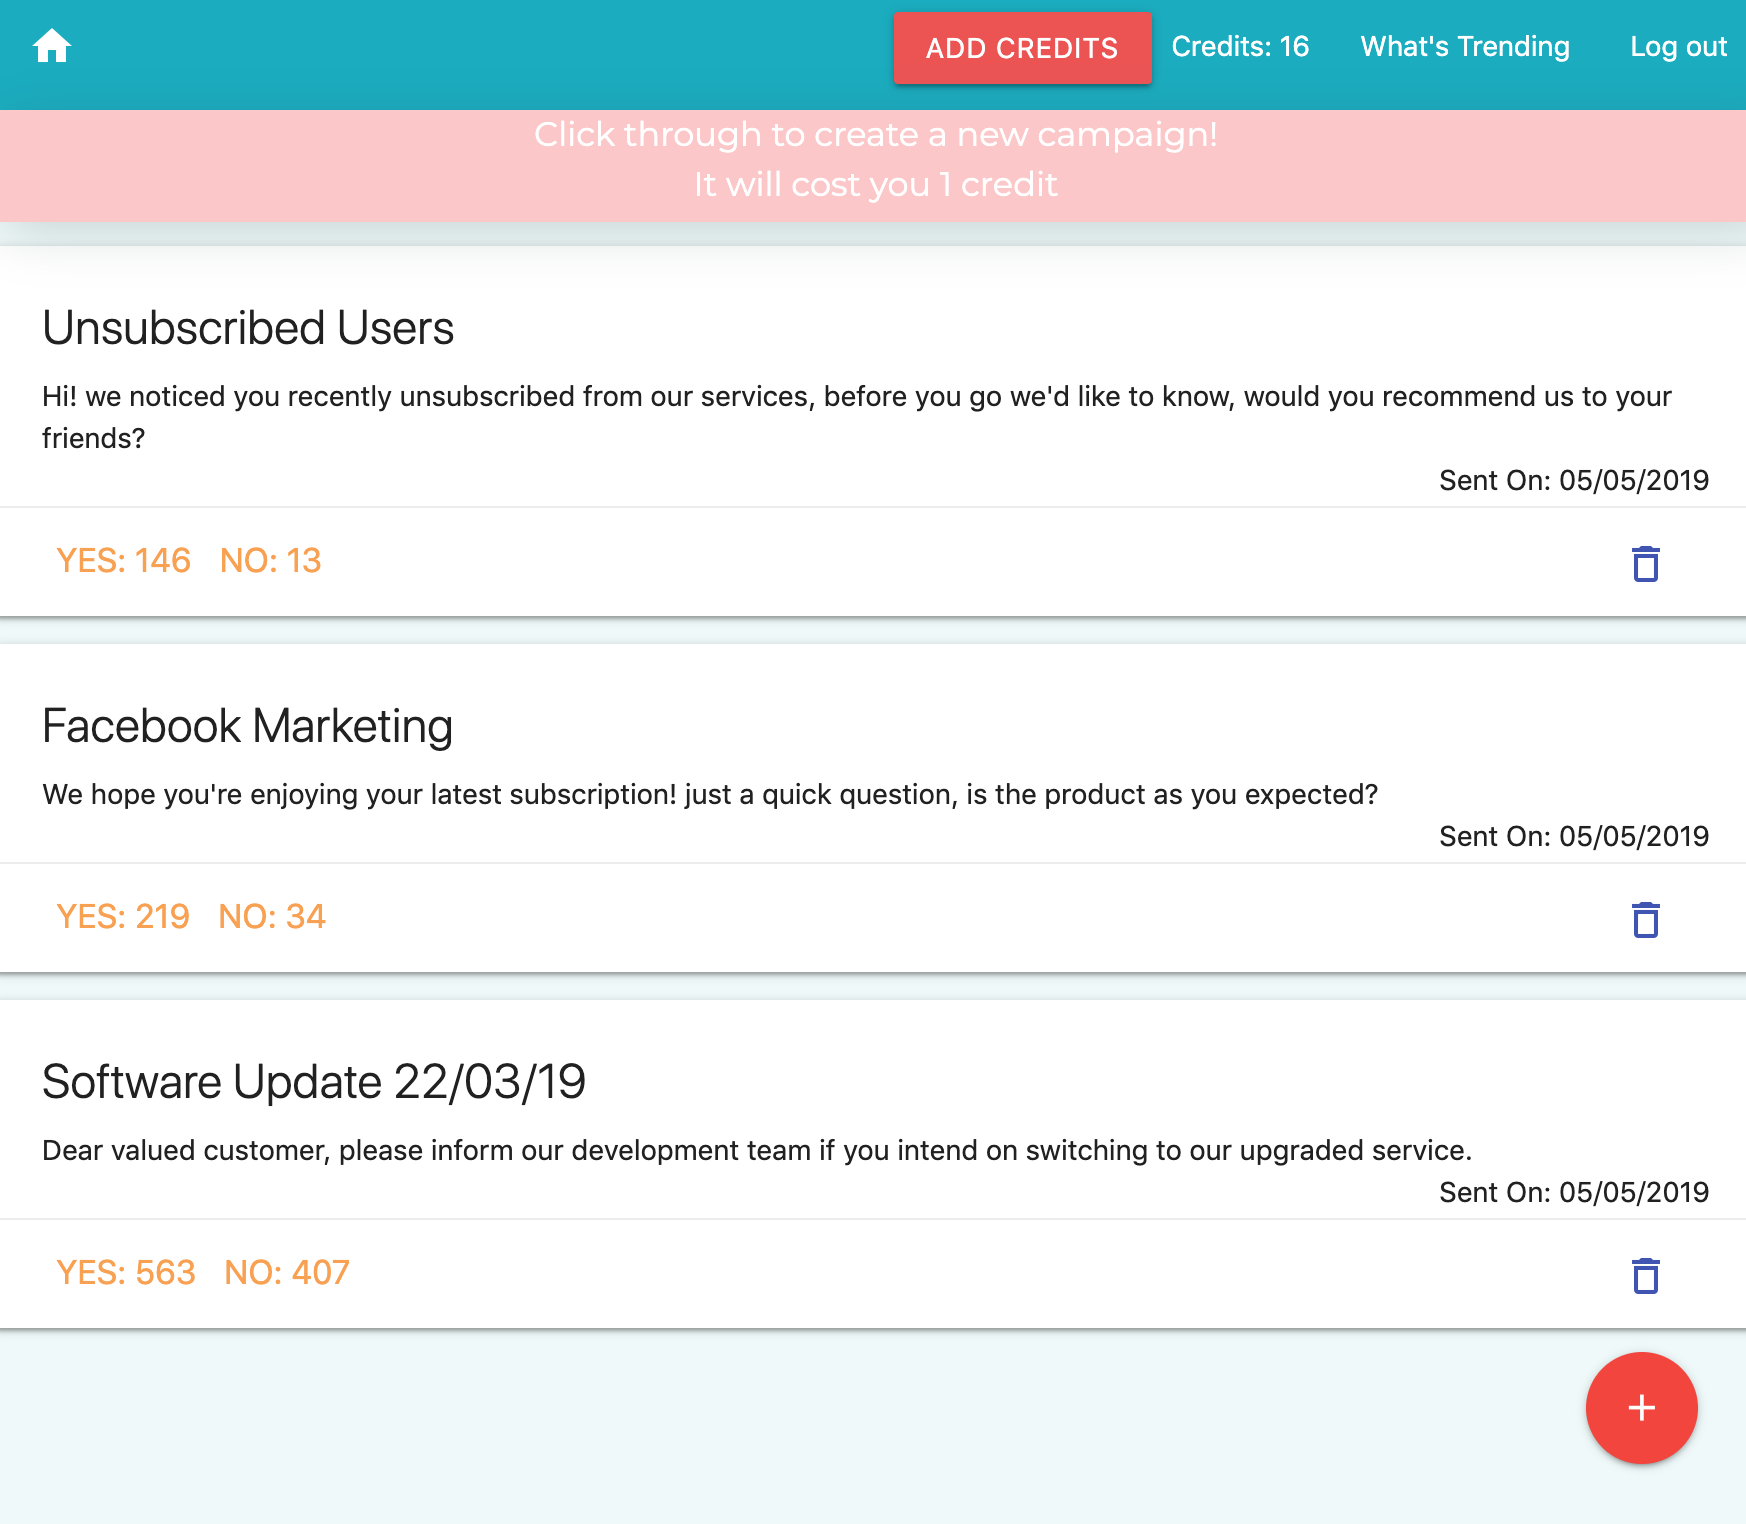 ADD CREDITS Credits: 16 What's Trending Log out
Click through to create a new campaign!
It will cost you 1 credit
Unsubscribed Users
Hi! we noticed you recently unsubscribed from our services, before you go we'd like to know, would you recommend us to your
friends?
Sent On: 05/05/2019
YES: 146 NO: 13
Facebook Marketing
We hope you're enjoying your latest subscription! just a quick question, is the product as you expected?
Sent On: 05/05/2019
YES: 219 NO: 34
Software Update 22/03/19
Dear valued customer, please inform our development team if you intend on switching to our upgraded service.
Sent On: 05/05/2019
YES: 563 NO: 407
+